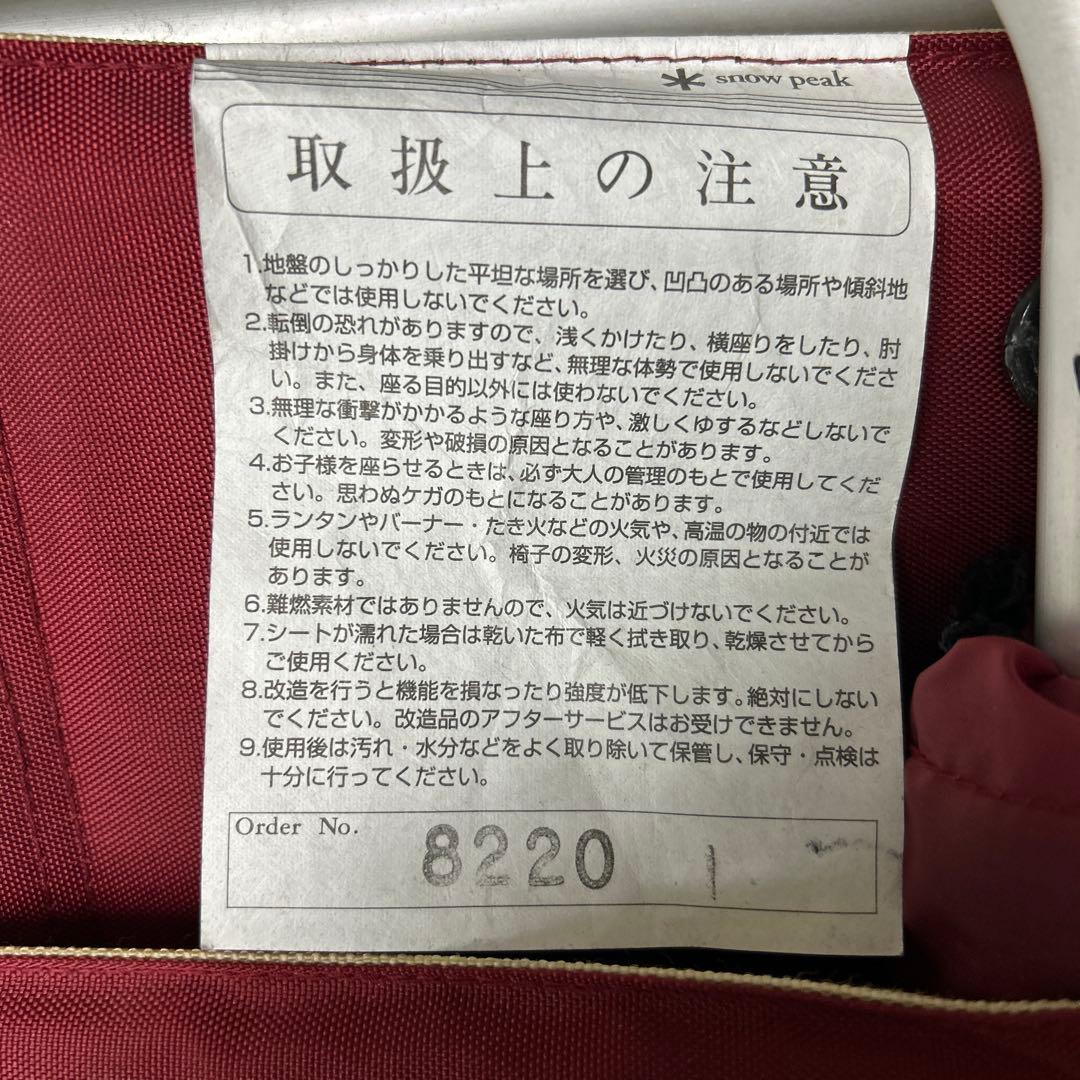 snow peak
取扱上の注意
1.地盤のしっかりした平坦な場所を選び、凹凸のある場所や傾斜地
などでは使用しないでください。
2.転倒の恐れがありますので、浅くかけたり、横座りをしたり、肘
掛けから身体を乗り出すなど、無理な体勢で使用しないでくださ
い。また、座る目的以外には使わないでください。
3.無理な衝撃がかかるような座り方や、激しくゆするなどしないで
ください。変形や破損の原因となることがあります。
4.お子様を座らせるときは、必ず大人の管理のもとで使用してくだ
さい。思わぬケガのもとになることがあります。
5.ランタンやバーナー・たき火などの火気や、高温の物の付近では
使用しないでください。椅子の変形、火災の原因となることが
あります。
6.難燃素材ではありませんので、火気は近づけないでください。
7.シートが濡れた場合は乾いた布で軽く拭き取り、乾燥させてから
ご使用ください。
8.改造を行うと機能を損なったり強度が低下します。絶対にしない
でください。改造品のアフターサービスはお受けできません。
9.使用後は汚れ・水分などをよく取り除いて保管し、保守・点検は
十分に行ってください。
Order No.
8220 1